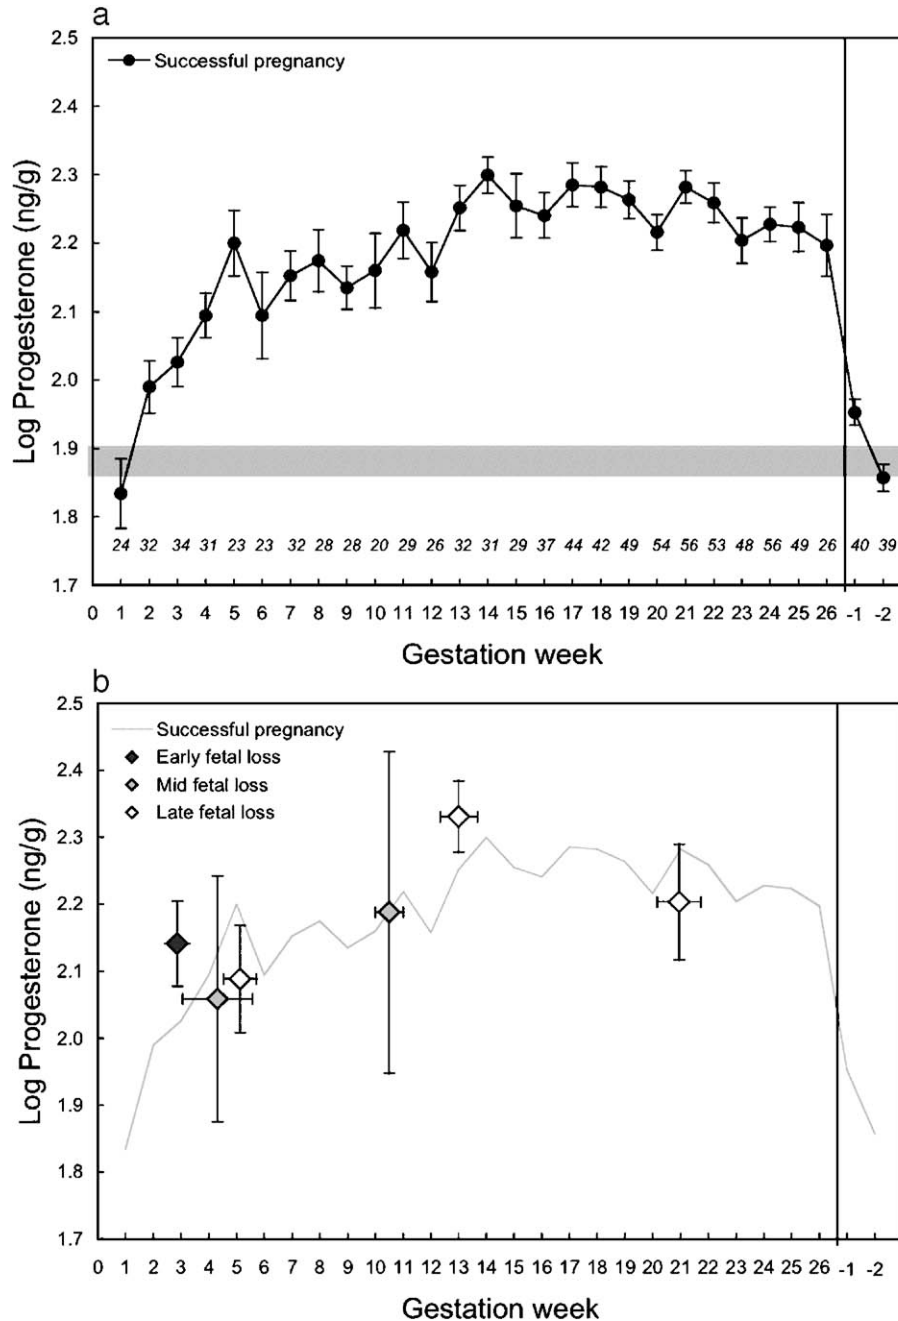 a
2.5
Successful pregnancy
2.4
2.3
2.2
2.1
2.0
1.9
1.8
1.7
Log Progesterone (ng/g)
24 32 34 31 23 23 32 28 28 20 29 26 32 31 29 37 44 42 49 54 56 53 48 56 49 26 40 39
0 1 2 3 4 5 6 7 8 9 10 11 12 13 14 15 16 17 18 19 20 21 22 23 24 25 26 -1 -2
Gestation week
b
2.5
Successful pregnancy
Early fetal loss
Mid fetal loss
Late fetal loss
2.4
2.3
2.2
2.1
2.0
1.9
1.8
1.7
Log Progesterone (ng/g)
0 1 2 3 4 5 6 7 8 9 10 11 12 13 14 15 16 17 18 19 20 21 22 23 24 25 26 -1 -2
Gestation week